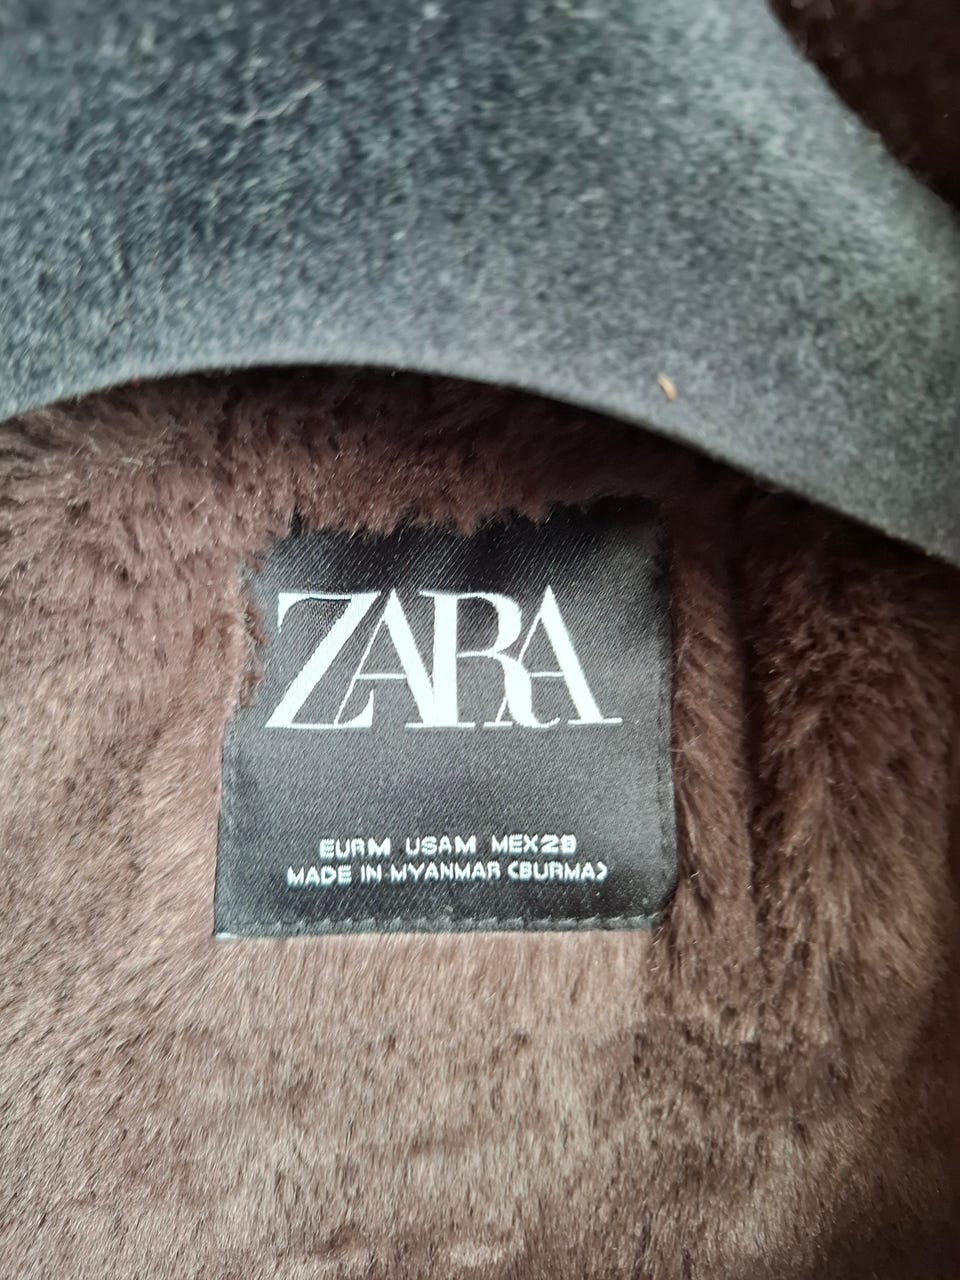 ZARA
EUR M USA M MEX 28
MADE IN MYANMAR (BURMA)